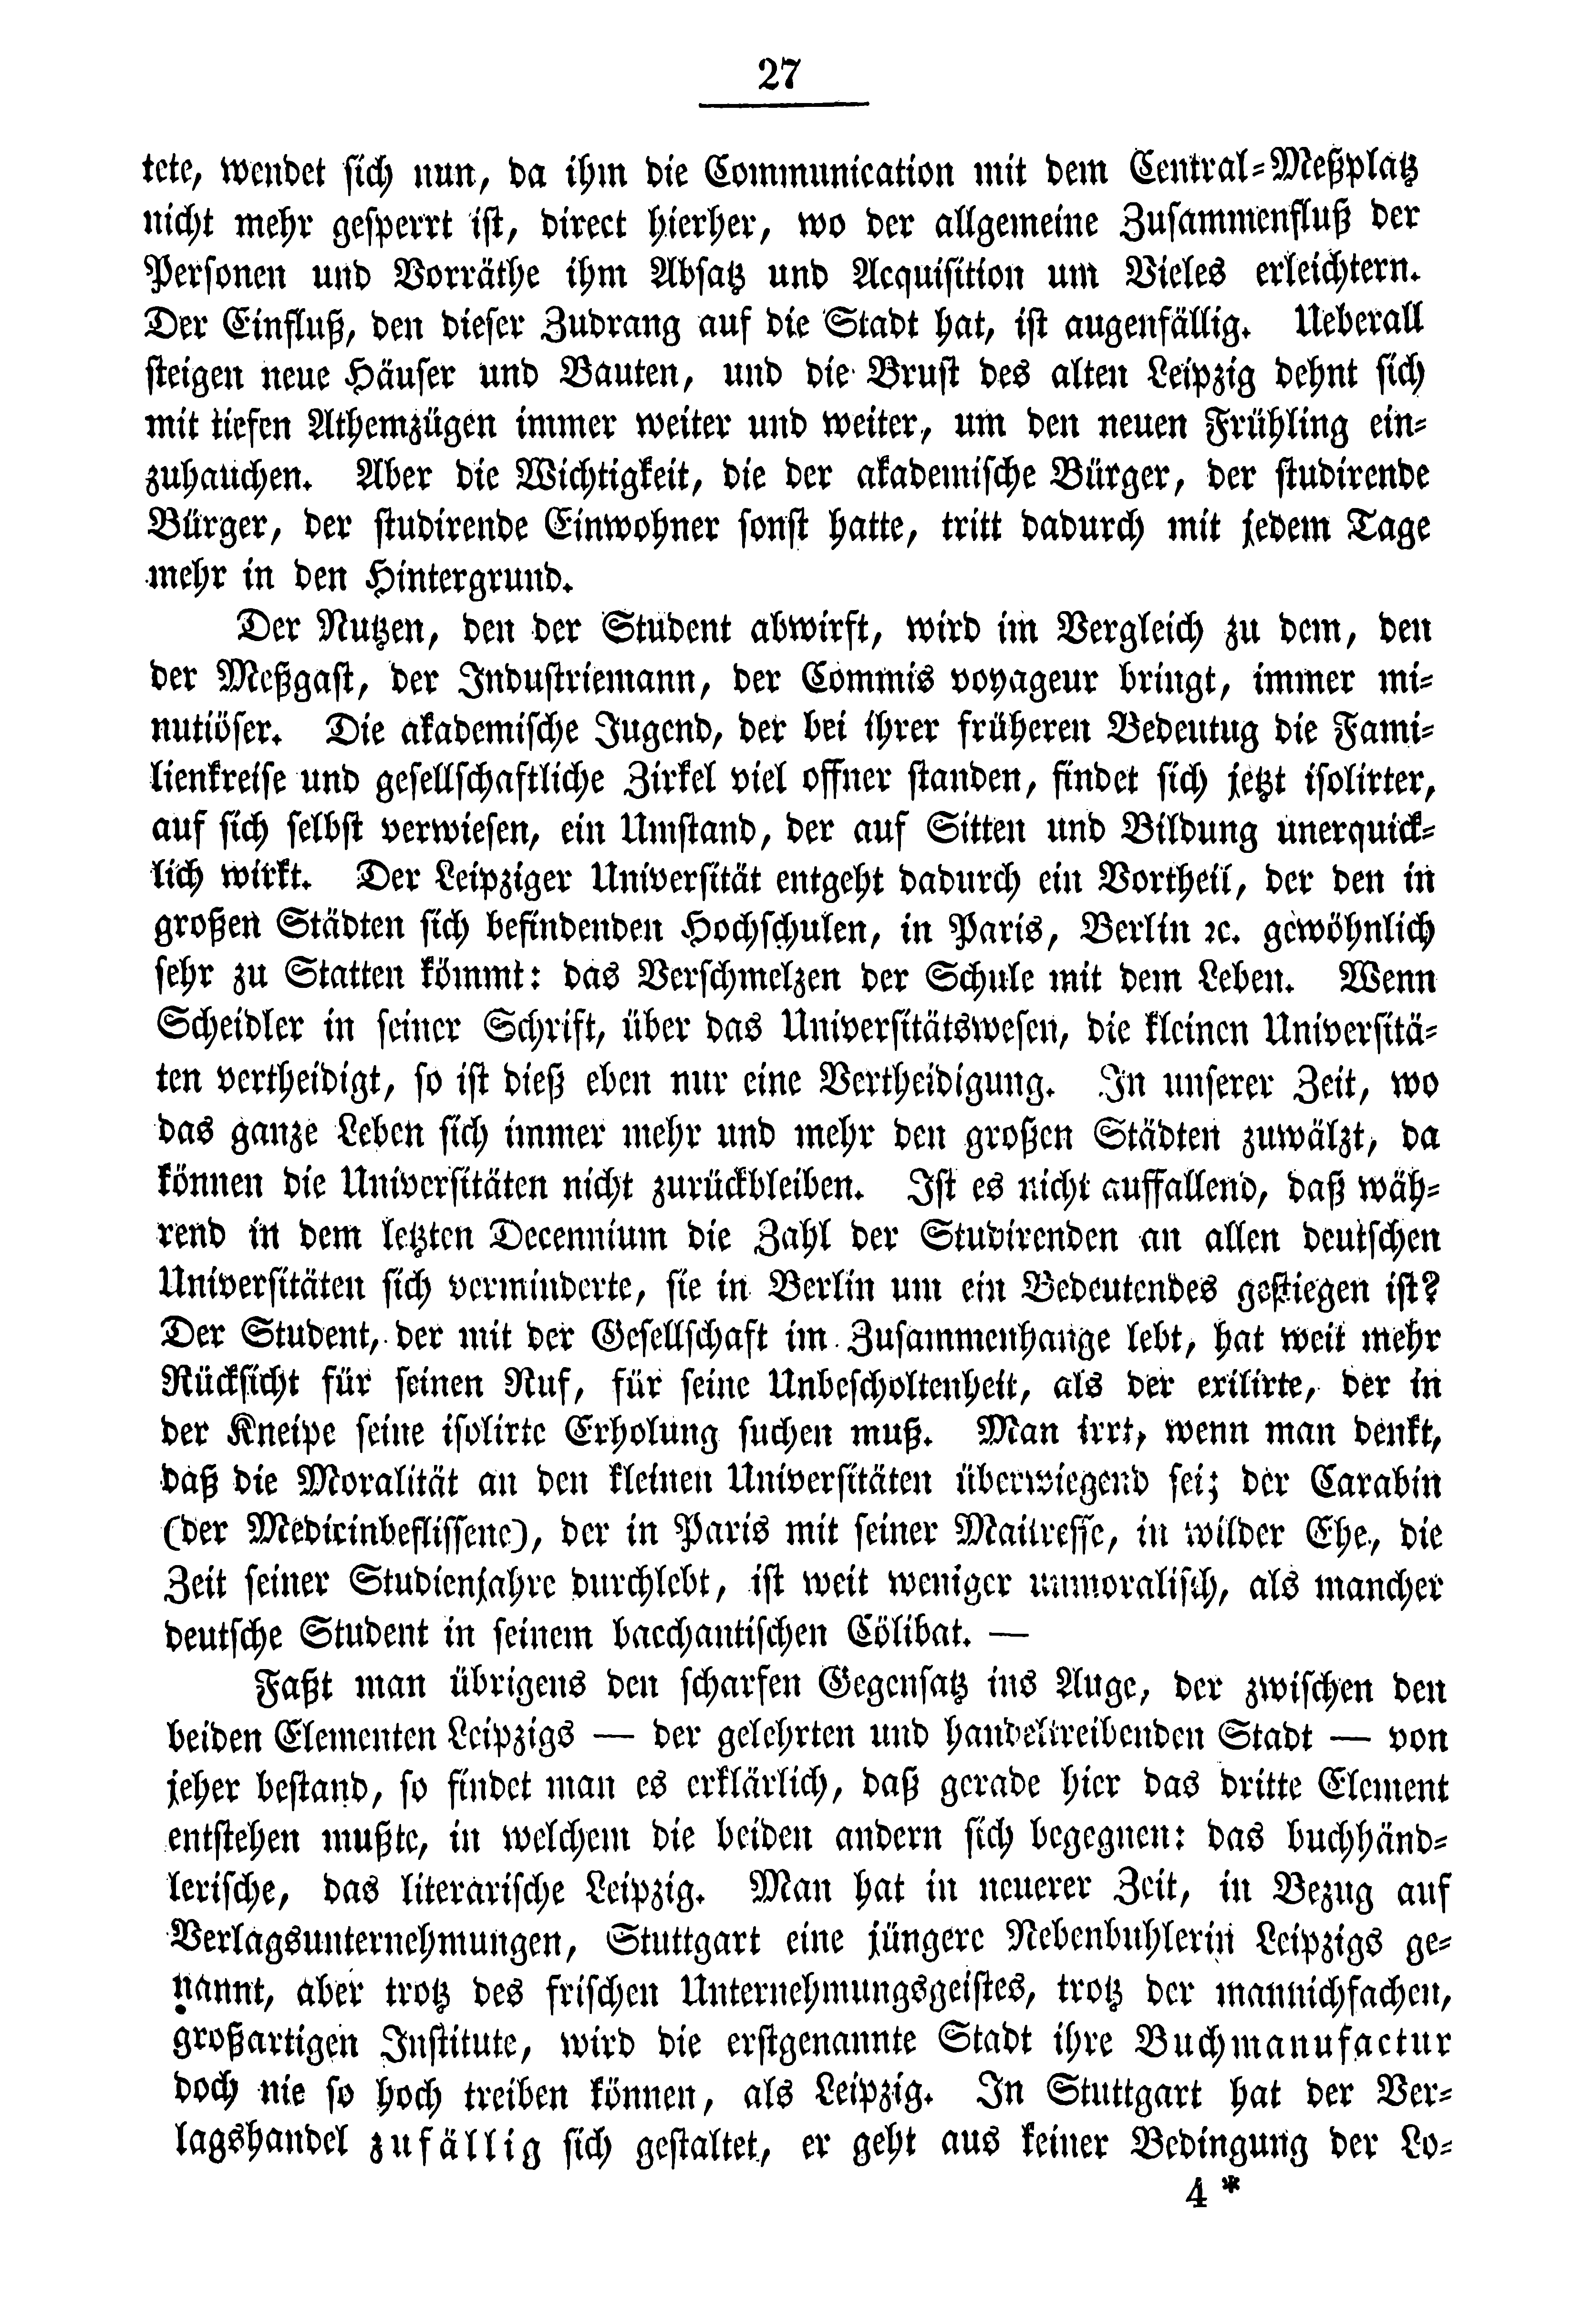 27
tete, wendet sich nun, da ihm die Communication mit dem Central-Meßplatz
nicht mehr gesperrt ist, direct hierher, wo der allgemeine Zusammenfluß der
Personen und Vorräthe ihm Absatz und Acquisition um Vieles erleichtern.
Der Einfluß, den dieser Zudrang auf die Stadt hat, ist augenfällig. Ueberall
steigen neue Häuser und Bauten, und die Brust des alten Leipzig dehnt sich
mit tiefen Athemzügen immer weiter und weiter, um den neuen Frühling ein-
zuhauchen. Aber die Wichtigkeit, die der akademische Bürger, der studirende
Bürger, der studirende Einwohner sonst hatte, tritt dadurch mit jedem Tage
mehr in den Hintergrund.
Der Nutzen, den der Student abwirft, wird im Vergleich zu dem, den
der Meßgast, der Industriemann, der Commis voyageur bringt, immer mi-
nutiöser. Die akademische Jugend, der bei ihrer früheren Bedeutug die Fami-
lienkreise und gesellschaftliche Zirkel viel offner standen, findet sich jetzt isolirter,
auf sich selbst verwiesen, ein Umstand, der auf Sitten und Bildung unerquick-
lich wirkt. Der Leipziger Universität entgeht dadurch ein Vortheil, der den in
großen Städten sich befindenden Hochschulen, in Paris, Berlin ꝛc. gewöhnlich
sehr zu Statten kömmt: das Verschmelzen der Schule mit dem Leben. Wenn
Scheidler in seiner Schrift, über das Universitätswesen, die kleinen Universitä-
ten vertheidigt, so ist dieß eben nur eine Vertheidigung. In unserer Zeit, wo
das ganze Leben sich immer mehr und mehr den großen Städten zuwälzt, da
können die Universitäten nicht zurückbleiben. Ist es nicht auffallend, daß wäh-
rend in dem letzten Decennium die Zahl der Studirenden an allen deutschen
Universitäten sich verminderte, sie in Berlin um ein Bedeutendes gestiegen ist?
Der Student, der mit der Gesellschaft im Zusammenhange lebt, hat weit mehr
Rücksicht für seinen Ruf, für seine Unbescholtenheit, als der exilirte, der in
der Kneipe seine isolirte Erholung suchen muß. Man irrt, wenn man denkt,
daß die Moralität an den kleinen Universitäten überwiegend sei; der Carabin
(der Medicinbeflissene), der in Paris mit seiner Maitresse, in wilder Ehe, die
Zeit seiner Studienjahre durchlebt, ist weit weniger unmoralisch, als mancher
deutsche Student in seinem bacchantischen Cölibat. —
Faßt man übrigens den scharfen Gegensatz ins Auge, der zwischen den
beiden Elementen Leipzigs — der gelehrten und handeltreibenden Stadt — von
jeher bestand, so findet man es erklärlich, daß gerade hier das dritte Element
entstehen mußte, in welchem die beiden andern sich begegnen: das buchhänd-
lerische, das literarische Leipzig. Man hat in neuerer Zeit, in Bezug auf
Verlagsunternehmungen, Stuttgart eine jüngere Nebenbuhlerin Leipzigs ge-
nannt, aber trotz des frischen Unternehmungsgeistes, trotz der mannichfachen,
großartigen Institute, wird die erstgenannte Stadt ihre Buchmanufactur
doch nie so hoch treiben können, als Leipzig. In Stuttgart hat der Ver-
lagshandel zufällig sich gestaltet, er geht aus keiner Bedingung der Lo-
4 *